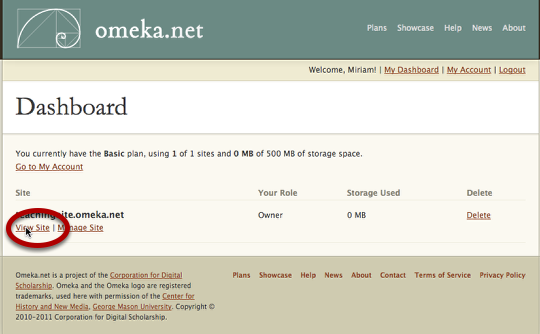 omeka.net
Plans Showcase Help News About
Welcome, Miriam! | My Dashboard | My Account | Logout
Dashboard
You currently have the Basic plan, using 1 of 1 sites and 0 MB of 500 MB of storage space.
Go to My Account
Site Your Role Storage Used Delete
teachingsite.omeka.net Owner 0 MB Delete
View Site | Manage Site
Omeka.net is a project of the Corporation for Digital
Scholarship. Omeka and the Omeka logo are registered
trademarks, used here with permission of the Center for
History and New Media, George Mason University. Copyright ©
2010–2011 Corporation for Digital Scholarship.
Plans Showcase Help News About Contact Terms of Service Privacy Policy